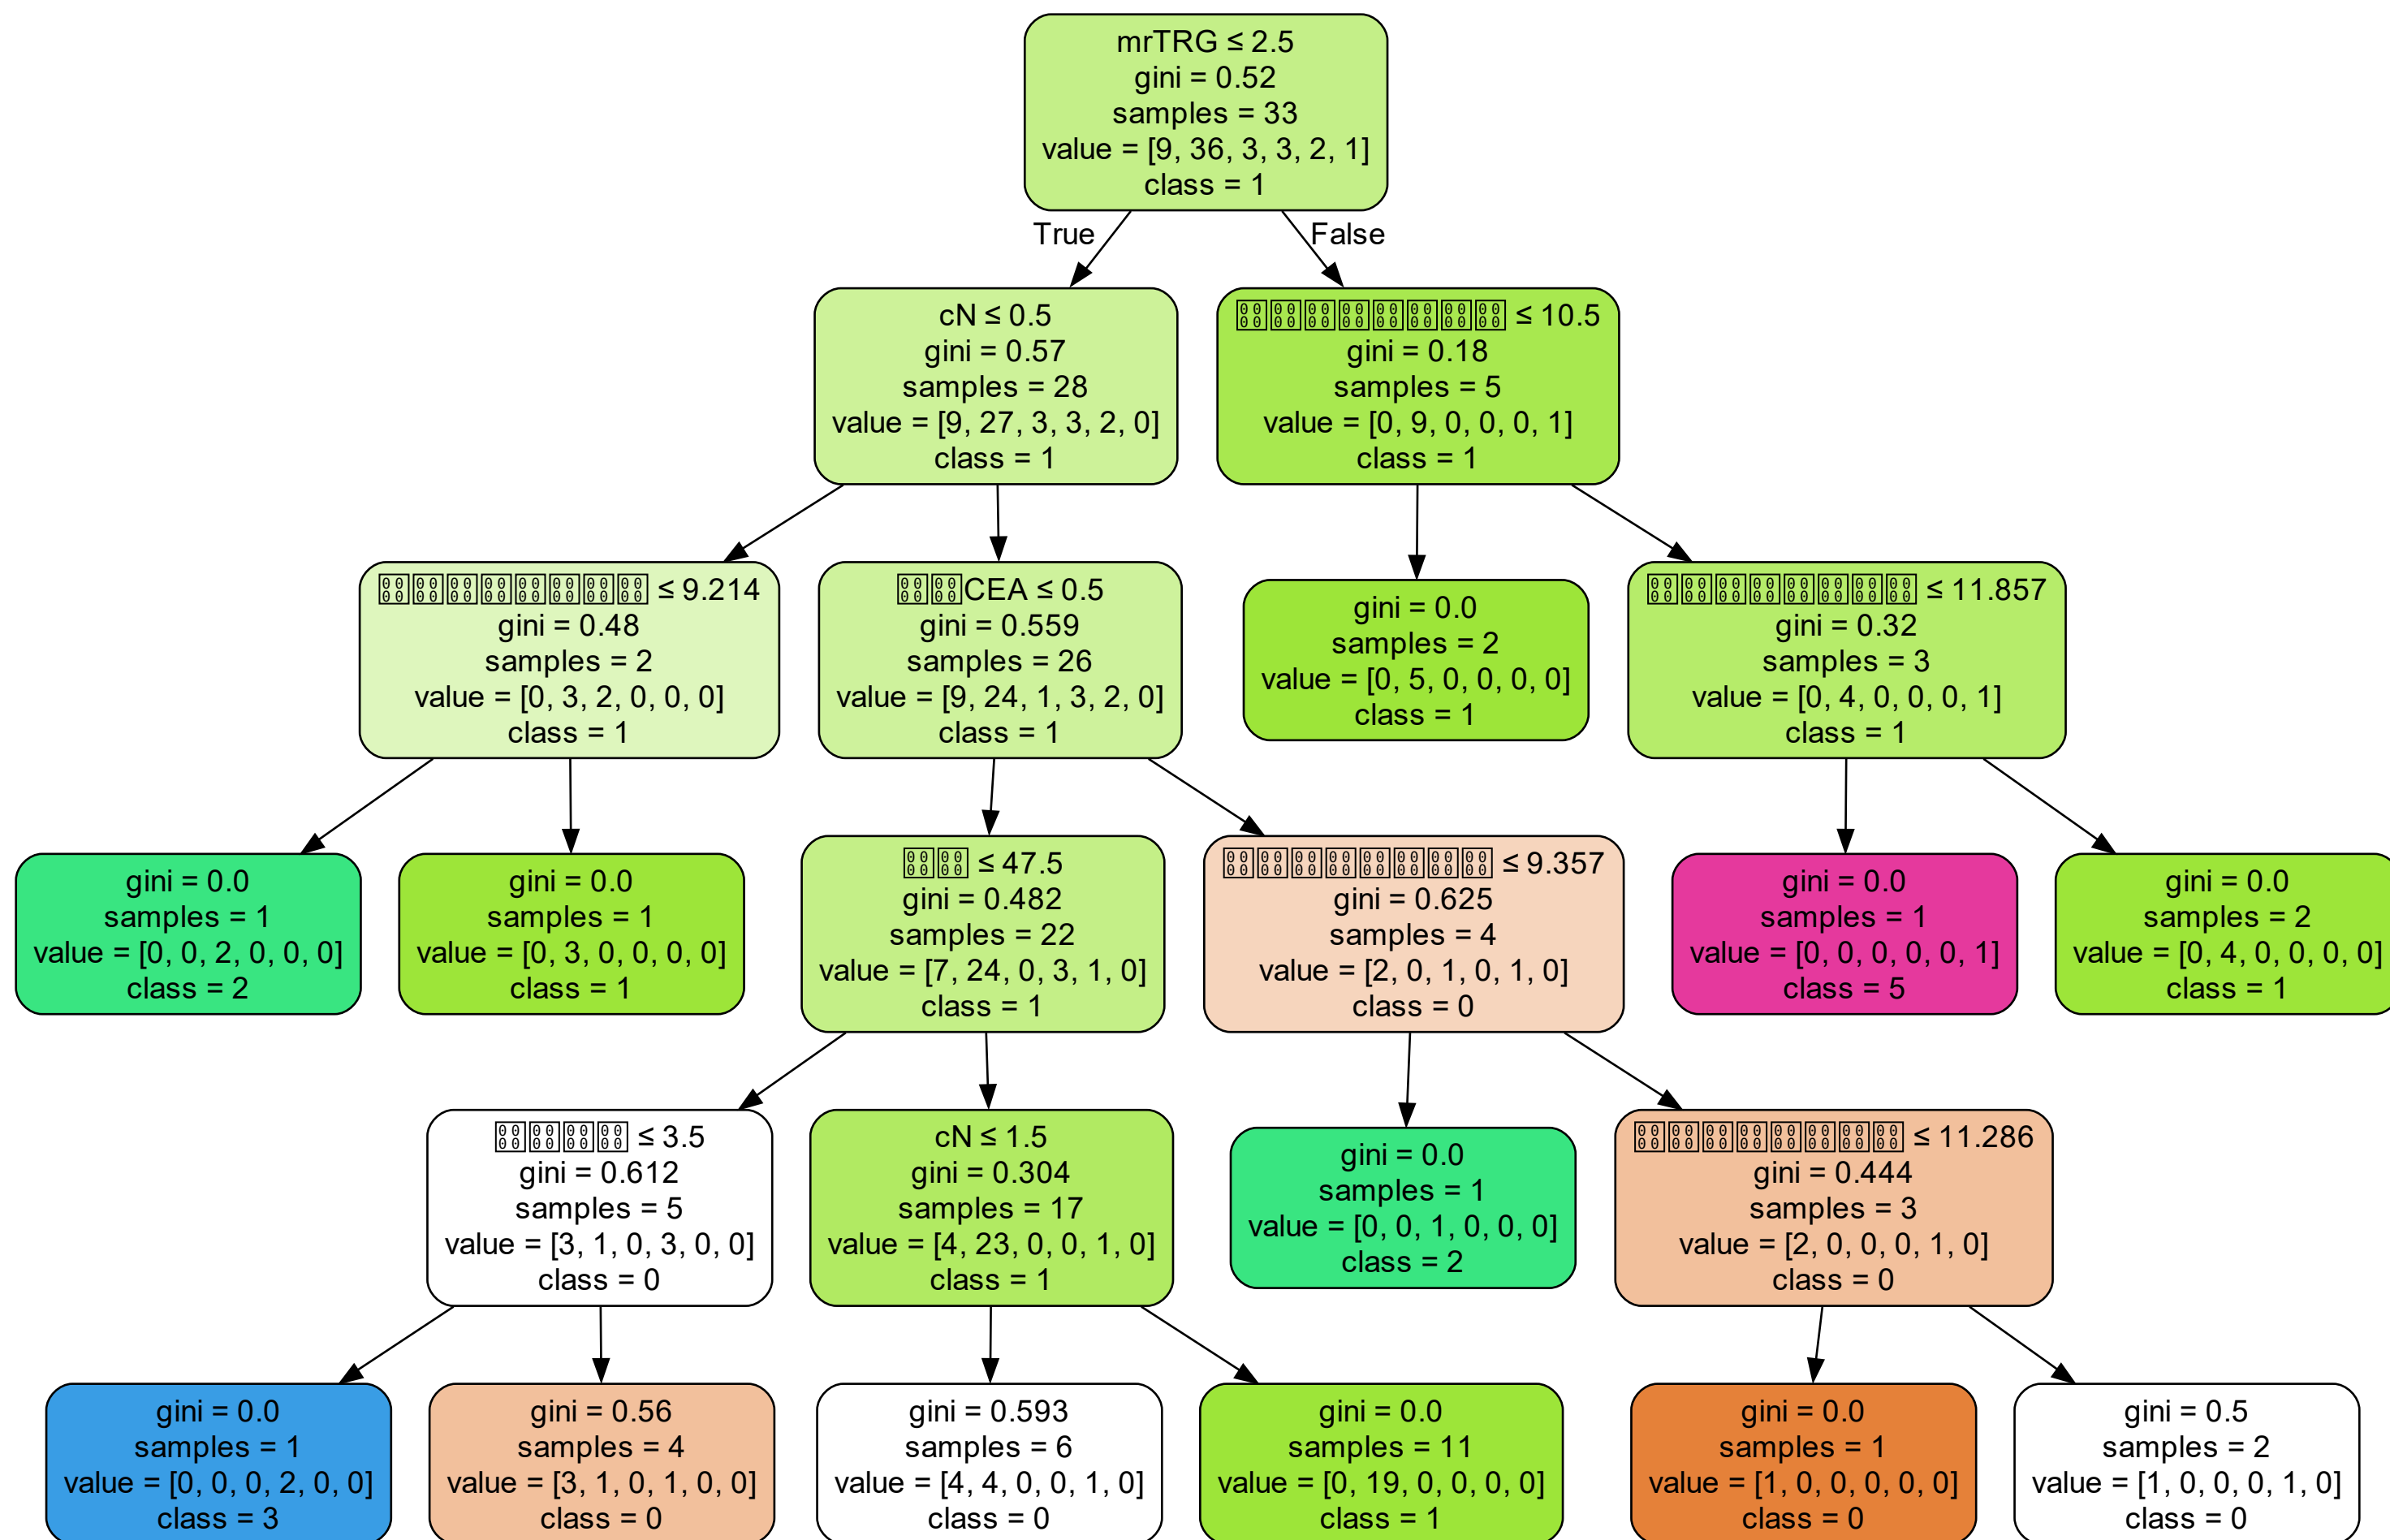 mrTRG ≤ 2.5
gini = 0.52
samples = 33
value = [9, 36, 3, 3, 2, 1]
class = 1
True
False
cN ≤ 0.5
gini = 0.57
samples = 28
value = [9, 27, 3, 3, 2, 0]
class = 1
≤ 10.5
gini = 0.18
samples = 5
value = [0, 9, 0, 0, 0, 1]
class = 1
≤ 9.214
gini = 0.48
samples = 2
value = [0, 3, 2, 0, 0, 0]
class = 1
CEA ≤ 0.5
gini = 0.559
samples = 26
value = [9, 24, 1, 3, 2, 0]
class = 1
gini = 0.0
samples = 2
value = [0, 5, 0, 0, 0, 0]
class = 1
≤ 11.857
gini = 0.32
samples = 3
value = [0, 4, 0, 0, 0, 1]
class = 1
gini = 0.0
samples = 1
value = [0, 0, 2, 0, 0, 0]
class = 2
gini = 0.0
samples = 1
value = [0, 3, 0, 0, 0, 0]
class = 1
≤ 47.5
gini = 0.482
samples = 22
value = [7, 24, 0, 3, 1, 0]
class = 1
≤ 9.357
gini = 0.625
samples = 4
value = [2, 0, 1, 0, 1, 0]
class = 0
gini = 0.0
samples = 1
value = [0, 0, 0, 0, 0, 1]
class = 5
gini = 0.0
samples = 2
value = [0, 4, 0, 0, 0, 0]
class = 1
≤ 3.5
gini = 0.612
samples = 5
value = [3, 1, 0, 3, 0, 0]
class = 0
cN ≤ 1.5
gini = 0.304
samples = 17
value = [4, 23, 0, 0, 1, 0]
class = 1
gini = 0.0
samples = 1
value = [0, 0, 1, 0, 0, 0]
class = 2
≤ 11.286
gini = 0.444
samples = 3
value = [2, 0, 0, 0, 1, 0]
class = 0
gini = 0.0
samples = 1
value = [0, 0, 0, 2, 0, 0]
class = 3
gini = 0.56
samples = 4
value = [3, 1, 0, 1, 0, 0]
class = 0
gini = 0.593
samples = 6
value = [4, 4, 0, 0, 1, 0]
class = 0
gini = 0.0
samples = 11
value = [0, 19, 0, 0, 0, 0]
class = 1
gini = 0.0
samples = 1
value = [1, 0, 0, 0, 0, 0]
class = 0
gini = 0.5
samples = 2
value = [1, 0, 0, 0, 1, 0]
class = 0